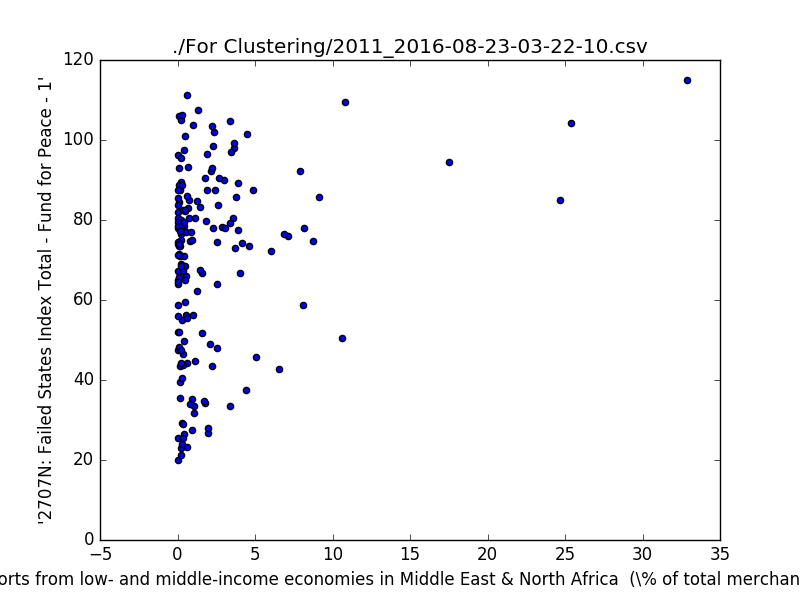 ./For Clustering/2011_2016-08-23-03-22-10.csv
'2707N: Failed States Index Total - Fund for Peace - 1'
120
100
80
60
40
20
0
−5 0 5 10 15 20 25 30 35
from low- and middle-income economies in Middle East & North Africa (\% of total